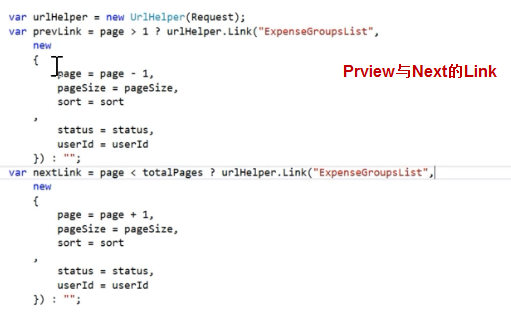 var urlHelper = new UrlHelper(Request);
var prevLink = page > 1 ? urlHelper.Link("ExpenseGroupsList",
new
{
page = page - 1,
Prview与Next的Link
pageSize = pageSize,
sort = sort
,
status = status,
userId = userId
}) : "";
var nextLink = page < totalPages ? urlHelper.Link("ExpenseGroupsList",
new
{
page = page + 1,
pageSize = pageSize,
sort = sort
,
status = status,
userId = userId
}) : "";